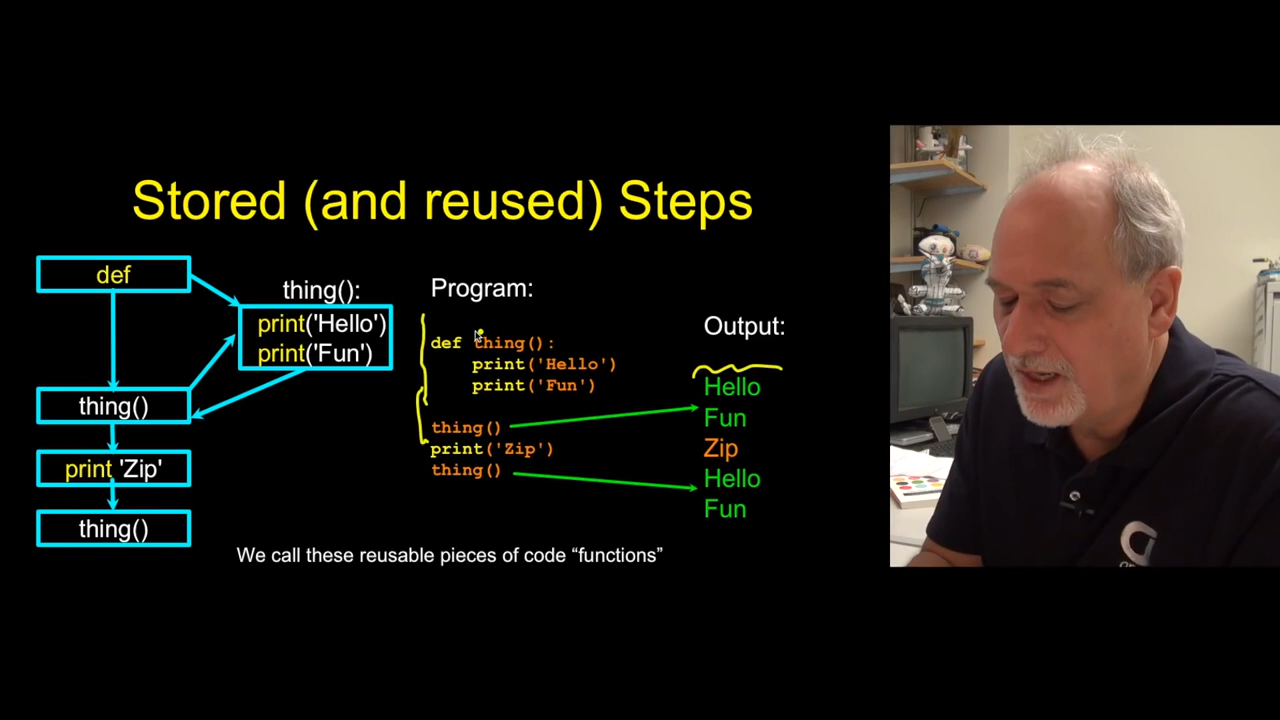 Stored (and reused) Steps
def
thing():
print('Hello')
print('Fun')
thing()
print 'Zip'
thing()
Program:
def thing():
print('Hello')
print('Fun')
thing()
print('Zip')
thing()
Output:
Hello
Fun
Zip
Hello
Fun
We call these reusable pieces of code “functions”